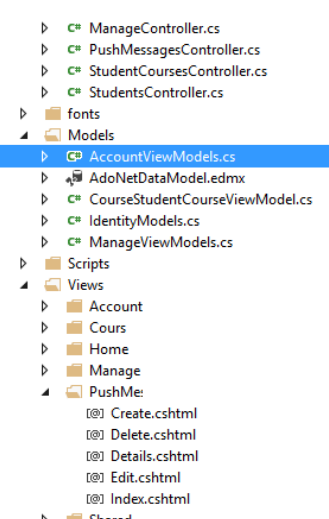 C# ManageController.cs
C# PushMessagesController.cs
C# StudentCoursesController.cs
C# StudentsController.cs
fonts
Models
C# AccountViewModels.cs
AdoNetDataModel.edmx
C# CourseStudentCourseViewModel.cs
C# IdentityModels.cs
C# ManageViewModels.cs
Scripts
Views
Account
Cours
Home
Manage
PushMes
[@] Create.cshtml
[@] Delete.cshtml
[@] Details.cshtml
[@] Edit.cshtml
[@] Index.cshtml